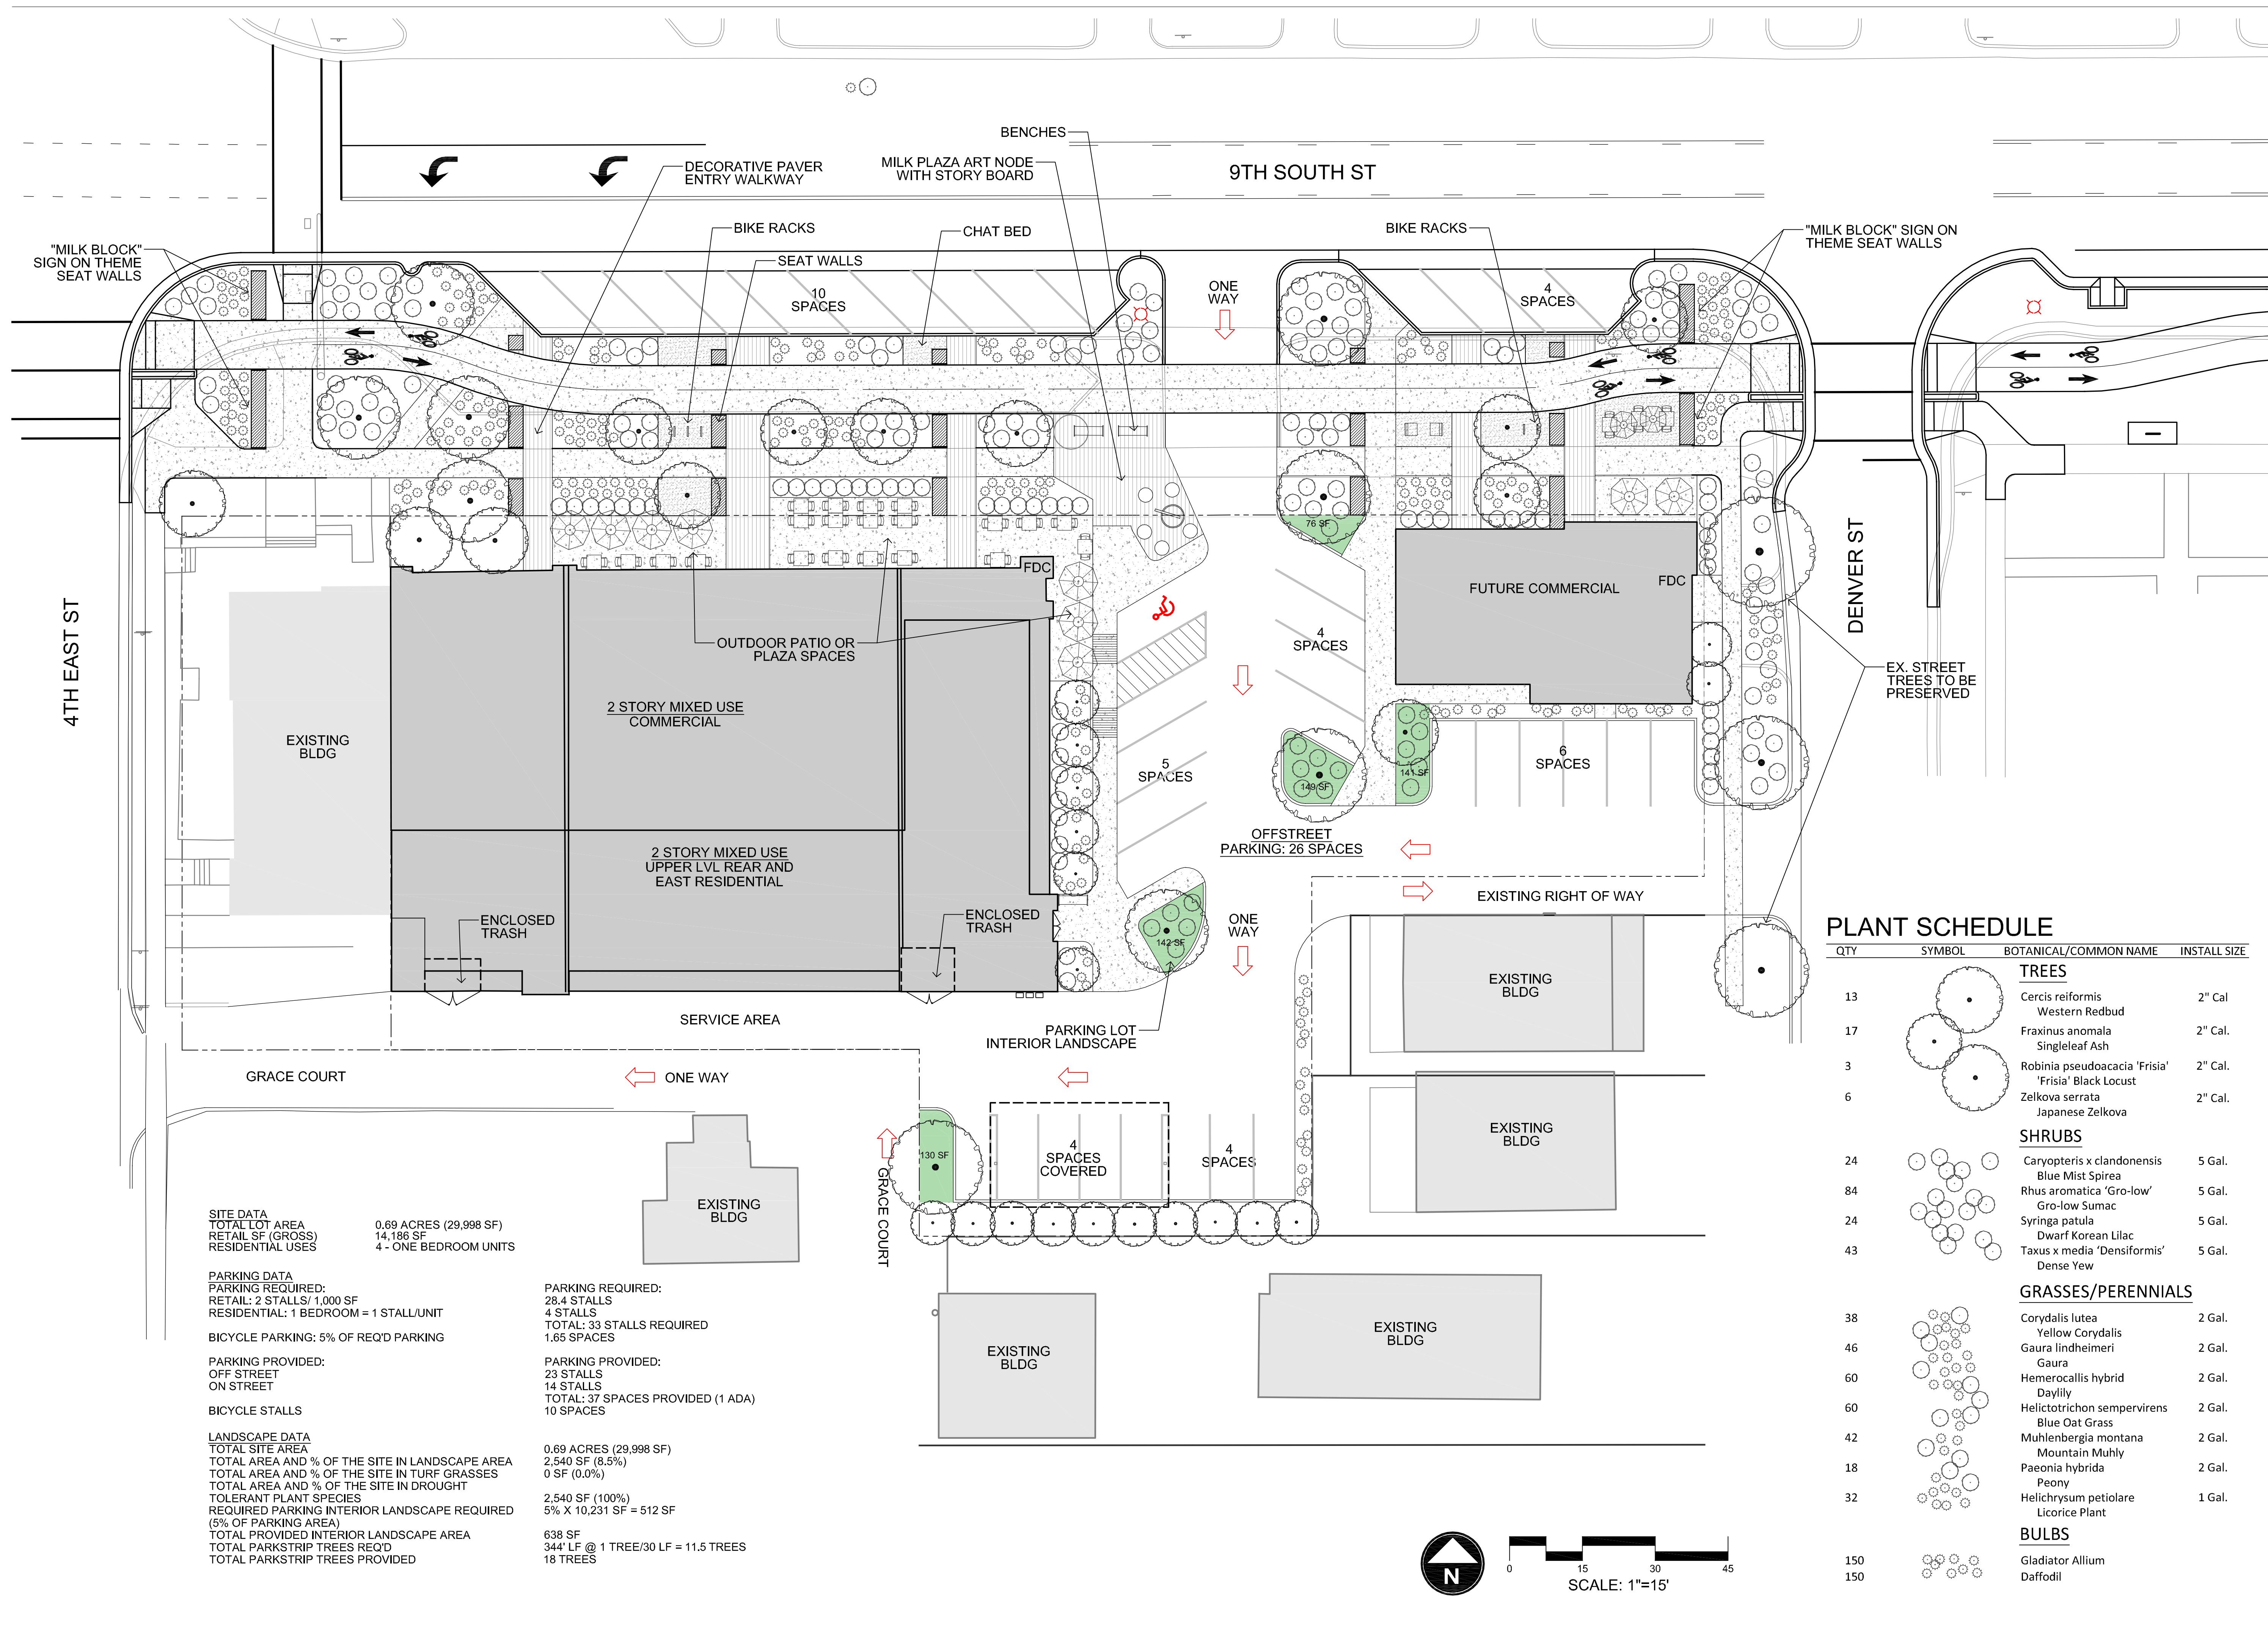 BENCHES
DECORATIVE PAVER
ENTRY WALKWAY
MILK PLAZA ART NODE
WITH STORY BOARD
9TH SOUTH ST
"MILK BLOCK"
SIGN ON THEME
SEAT WALLS
BIKE RACKS
CHAT BED
SEAT WALLS
BIKE RACKS
"MILK BLOCK" SIGN ON
THEME SEAT WALLS
10
SPACES
ONE
WAY
4
SPACES
76 SF
4TH EAST ST
DENVER ST
FDC
FUTURE COMMERCIAL
FDC
OUTDOOR PATIO OR
PLAZA SPACES
4
SPACES
EX. STREET
TREES TO BE
PRESERVED
2 STORY MIXED USE
COMMERCIAL
EXISTING
BLDG
5
SPACES
6
SPACES
149 SF
141 SF
OFFSTREET
PARKING: 26 SPACES
2 STORY MIXED USE
UPPER LVL REAR AND
EAST RESIDENTIAL
EXISTING RIGHT OF WAY
ENCLOSED
TRASH
ENCLOSED
TRASH
142 SF
ONE
WAY
EXISTING
BLDG
SERVICE AREA
PARKING LOT
INTERIOR LANDSCAPE
GRACE COURT
ONE WAY
EXISTING
BLDG
130 SF
4
SPACES
COVERED
4
SPACES
GRACE COURT
EXISTING
BLDG
EXISTING
BLDG
EXISTING
BLDG
SITE DATA
TOTAL LOT AREA 0.69 ACRES (29,998 SF)
RETAIL SF (GROSS) 14,186 SF
RESIDENTIAL USES 4 - ONE BEDROOM UNITS
PARKING DATA
PARKING REQUIRED: PARKING REQUIRED:
RETAIL: 2 STALLS/ 1,000 SF 28.4 STALLS
RESIDENTIAL: 1 BEDROOM = 1 STALL/UNIT 4 STALLS
TOTAL: 33 STALLS REQUIRED
BICYCLE PARKING: 5% OF REQ'D PARKING 1.65 SPACES
PARKING PROVIDED: PARKING PROVIDED:
OFF STREET 23 STALLS
ON STREET 14 STALLS
TOTAL: 37 SPACES PROVIDED (1 ADA)
BICYCLE STALLS 10 SPACES
LANDSCAPE DATA
TOTAL SITE AREA 0.69 ACRES (29,998 SF)
TOTAL AREA AND % OF THE SITE IN LANDSCAPE AREA 2,540 SF (8.5%)
TOTAL AREA AND % OF THE SITE IN TURF GRASSES 0 SF (0.0%)
TOTAL AREA AND % OF THE SITE IN DROUGHT
TOLERANT PLANT SPECIES 2,540 SF (100%)
REQUIRED PARKING INTERIOR LANDSCAPE REQUIRED 5% X 10,231 SF = 512 SF
(5% OF PARKING AREA)
TOTAL PROVIDED INTERIOR LANDSCAPE AREA 638 SF
TOTAL PARKSTRIP TREES REQ'D 344' LF @ 1 TREE/30 LF = 11.5 TREES
TOTAL PARKSTRIP TREES PROVIDED 18 TREES
N
0 15 30 45
SCALE: 1"=15'
PLANT SCHEDULE
QTY SYMBOL BOTANICAL/COMMON NAME INSTALL SIZE
TREES
13 Cercis reiformis 2" Cal
Western Redbud
17 Fraxinus anomala 2" Cal.
Singleleaf Ash
3 Robinia pseudoacacia 'Frisia' 2" Cal.
'Frisia' Black Locust
6 Zelkova serrata 2" Cal.
Japanese Zelkova
SHRUBS
24 Caryopteris x clandonensis 5 Gal.
Blue Mist Spirea
84 Rhus aromatica ‘Gro-low’ 5 Gal.
Gro-low Sumac
24 Syringa patula 5 Gal.
Dwarf Korean Lilac
43 Taxus x media ‘Densiformis’ 5 Gal.
Dense Yew
GRASSES/PERENNIALS
38 Corydalis lutea 2 Gal.
Yellow Corydalis
46 Gaura lindheimeri 2 Gal.
Gaura
60 Hemerocallis hybrid 2 Gal.
Daylily
60 Helictotrichon sempervirens 2 Gal.
Blue Oat Grass
42 Muhlenbergia montana 2 Gal.
Mountain Muhly
18 Paeonia hybrida 2 Gal.
Peony
32 Helichrysum petiolare 1 Gal.
Licorice Plant
BULBS
150 Gladiator Allium
150 Daffodil